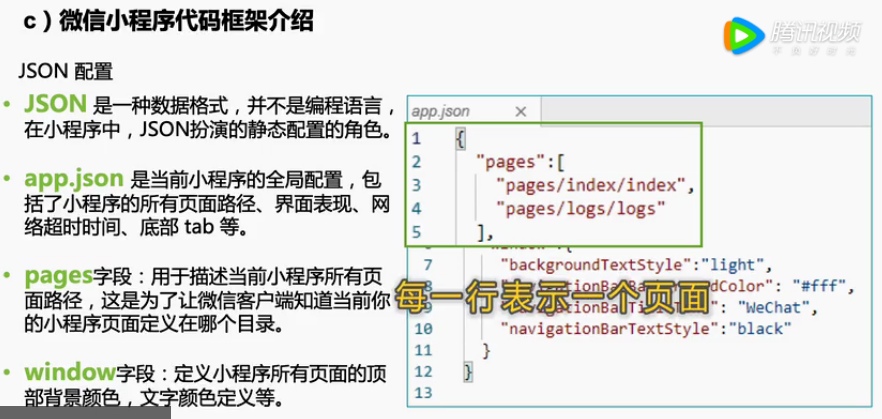 c）微信小程序代码框架介绍
腾讯视频
不负好时光
JSON 配置
• JSON 是一种数据格式，并不是编程语言，
在小程序中，JSON扮演的静态配置的角色。
• app.json 是当前小程序的全局配置，包
括了小程序的所有页面路径、界面表现、网
络超时时间、底部 tab 等。
• pages字段：用于描述当前小程序所有页
面路径，这是为了让微信客户端知道当前你
的小程序页面定义在哪个目录。
• window字段：定义小程序所有页面的顶
部背景颜色，文字颜色定义等。
app.json ×
1 {
2 "pages":[
3 "pages/index/index",
4 "pages/logs/logs"
5 ],
7 "backgroundTextStyle":"light",
"#fff",
"WeChat",
10 "navigationBarTextStyle":"black"
11 }
12 }
13
每一行表示一个页面